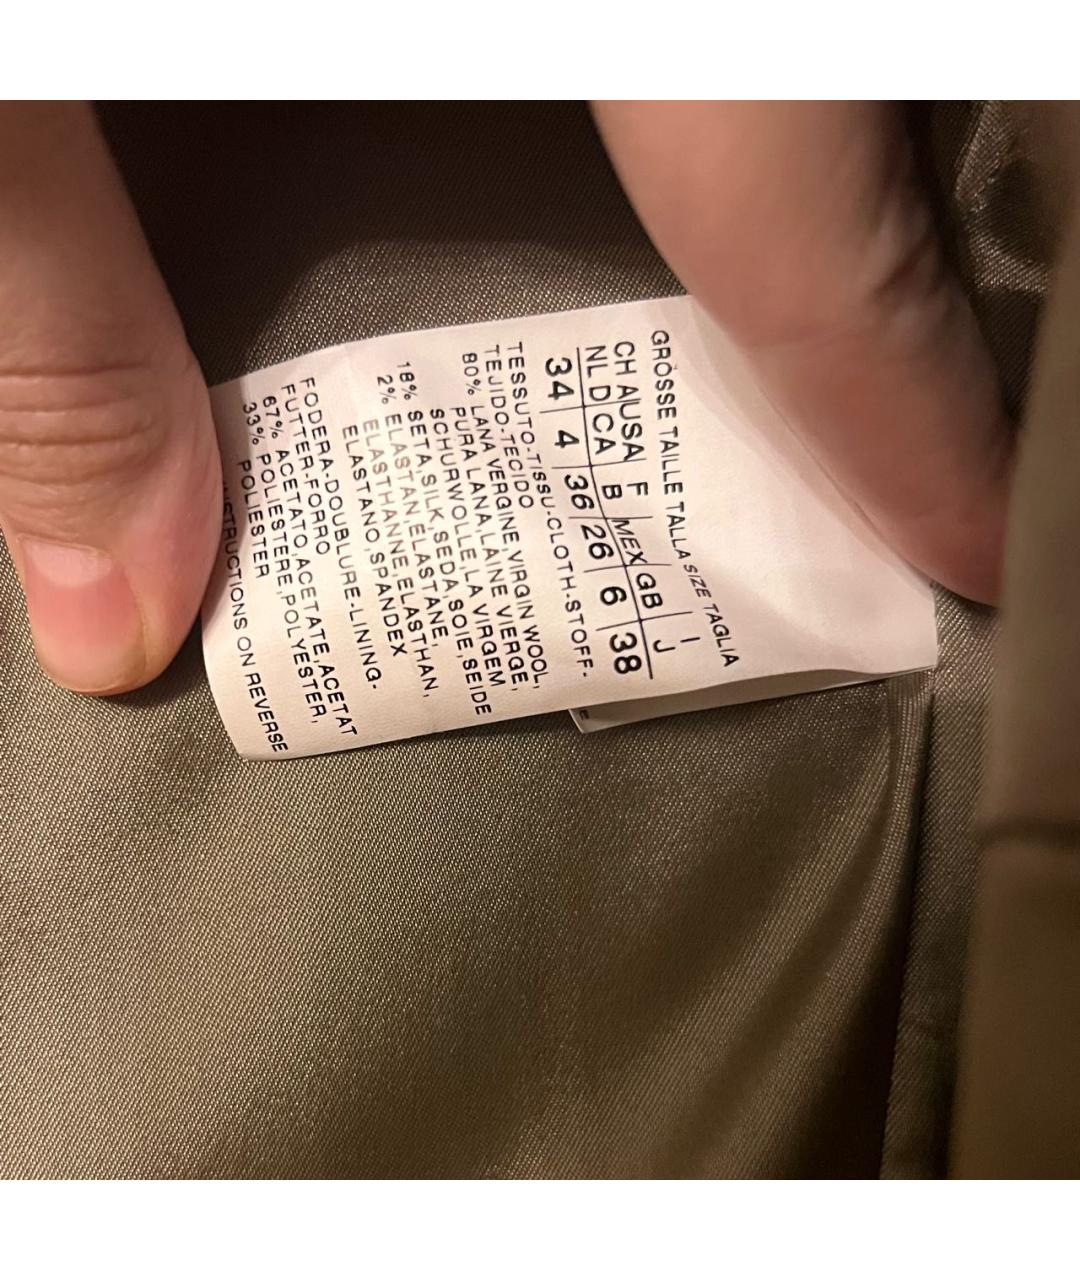 GRÖSSE TAILLE TALLA SIZE TAGLIA
CH A USA F MEX GB I
NL D CA B J
34 4 36 26 6 38
TESSUTO-TISSU-CLOTH-STOFF-
TEJIDO-TECIDO
80% LANA VERGINE, VIRGIN WOOL,
PURA LANA, LAINE VIERGE,
SCHURWOLLE, LA VIRGEM
18% SETA, SILK, SEDA, SOIE, SEIDE
2% ELASTAN, ELASTANE,
ELASTHANNE, ELASTHAN,
ELASTANO, SPANDEX
FODERA-DOUBLURE-LINING-
FUTTER-FORRO
67% ACETATO, ACETATE, ACETAT
33% POLIESTERE, POLYESTER,
POLIESTER
INSTRUCTIONS ON REVERSE